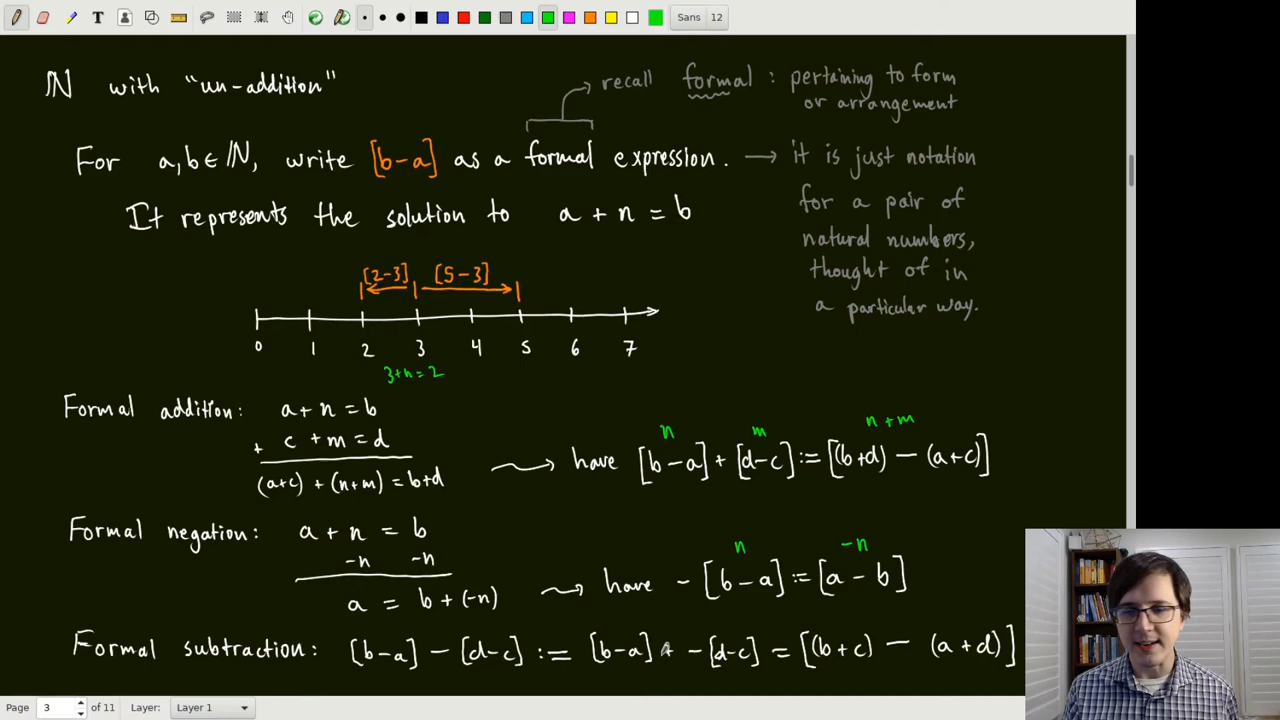 Sans 12
ℕ with "un-addition"
recall formal : pertaining to form
or arrangement
For a,b ∈ ℕ, write [b-a] as a formal expression. → it is just notation
for a pair of
natural numbers,
thought of in
a particular way.
It represents the solution to a + n = b
[2-3] [5-3]
0 1 2 3 4 5 6 7
3+n=2
Formal addition: a + n = b
+ c + m = d
(a+c) + (n+m) = b+d
n m n+m
have [b-a] + [d-c] := [(b+d) - (a+c)]
Formal negation: a + n = b
-n -n
a = b + (-n)
n -n
have -[b-a] := [a-b]
Formal subtraction: [b-a] - [d-c] := [b-a] + -[d-c] = [(b+c) - (a+d)]
Page 3 of 11 Layer: Layer 1